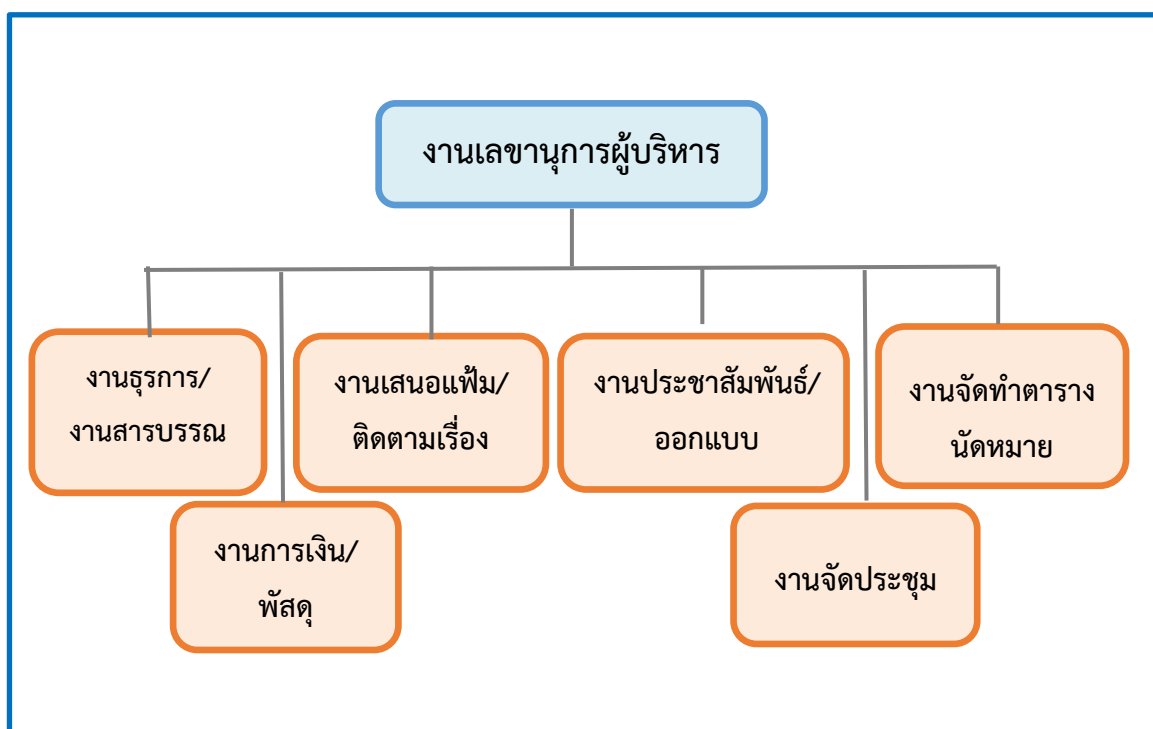 งานเลขานุการผู้บริหาร
งานธุรการ/
งานสารบรรณ
งานเสนอแฟ้ม/
ติดตามเรื่อง
งานประชาสัมพันธ์/
ออกแบบ
งานจัดทำตาราง
นัดหมาย
งานการเงิน/
พัสดุ
งานจัดประชุม